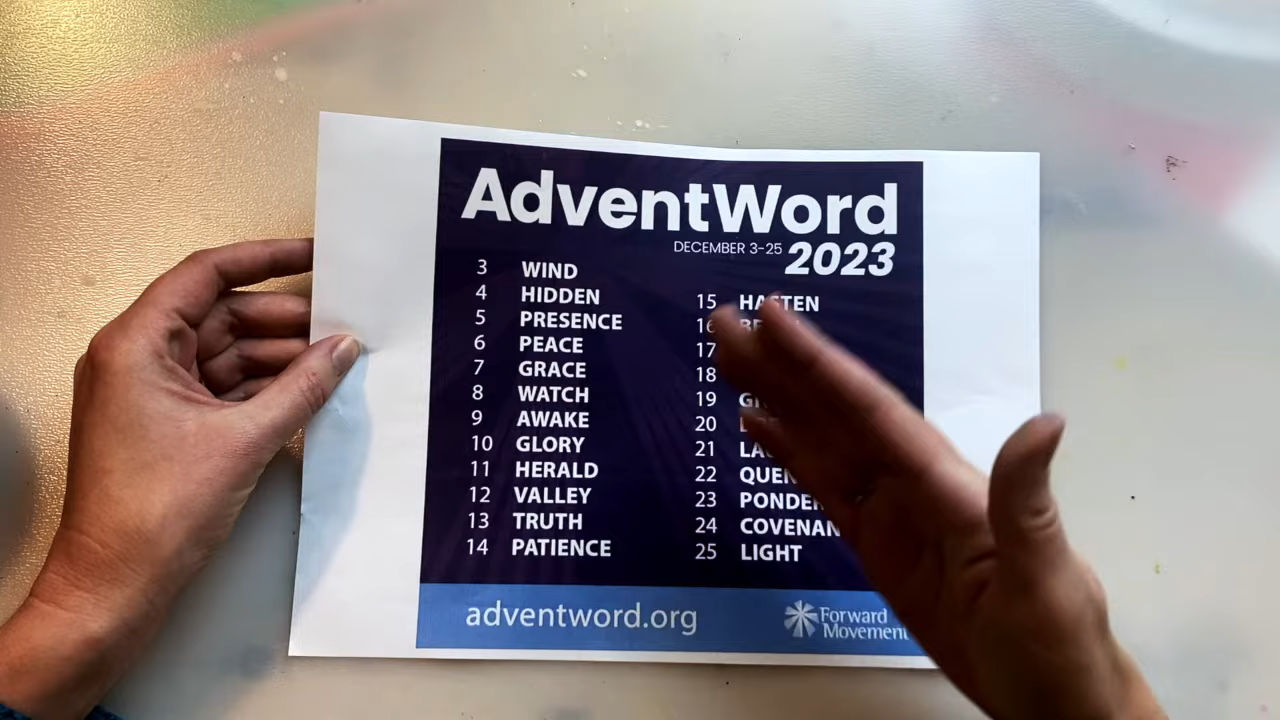 AdventWord
DECEMBER 3-25 2023
3 WIND
4 HIDDEN
5 PRESENCE
6 PEACE
7 GRACE
8 WATCH
9 AWAKE
10 GLORY
11 HERALD
12 VALLEY
13 TRUTH
14 PATIENCE
15 HASTEN
16
17
18
19
20
21
22
23 PONDER
24
25 LIGHT
adventword.org
Forward
Movement